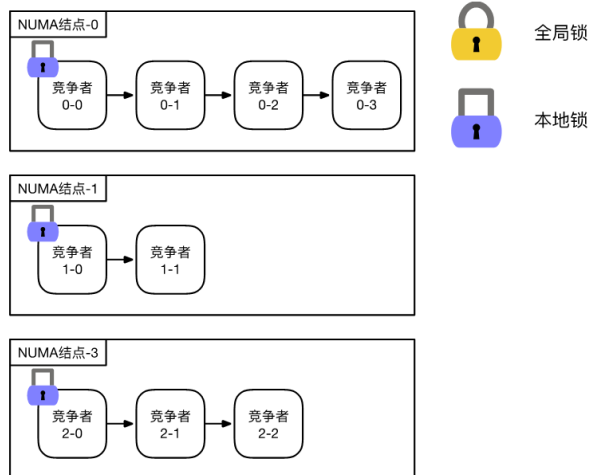 NUMA结点-0
竞争者
0-0
竞争者
0-1
竞争者
0-2
竞争者
0-3
全局锁
本地锁
NUMA结点-1
竞争者
1-0
竞争者
1-1
NUMA结点-3
竞争者
2-0
竞争者
2-1
竞争者
2-2